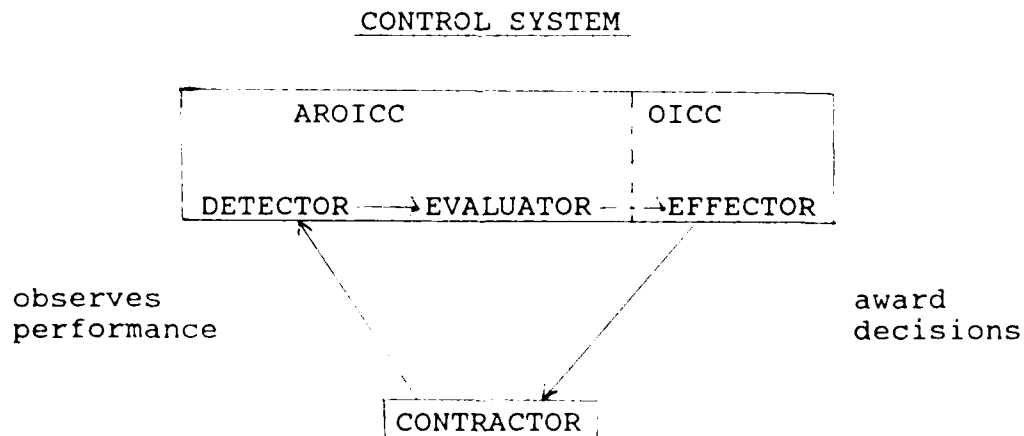 CONTROL SYSTEM
AROICC OICC
DETECTOR EVALUATOR EFFECTOR
observes
performance
award
decisions
CONTRACTOR